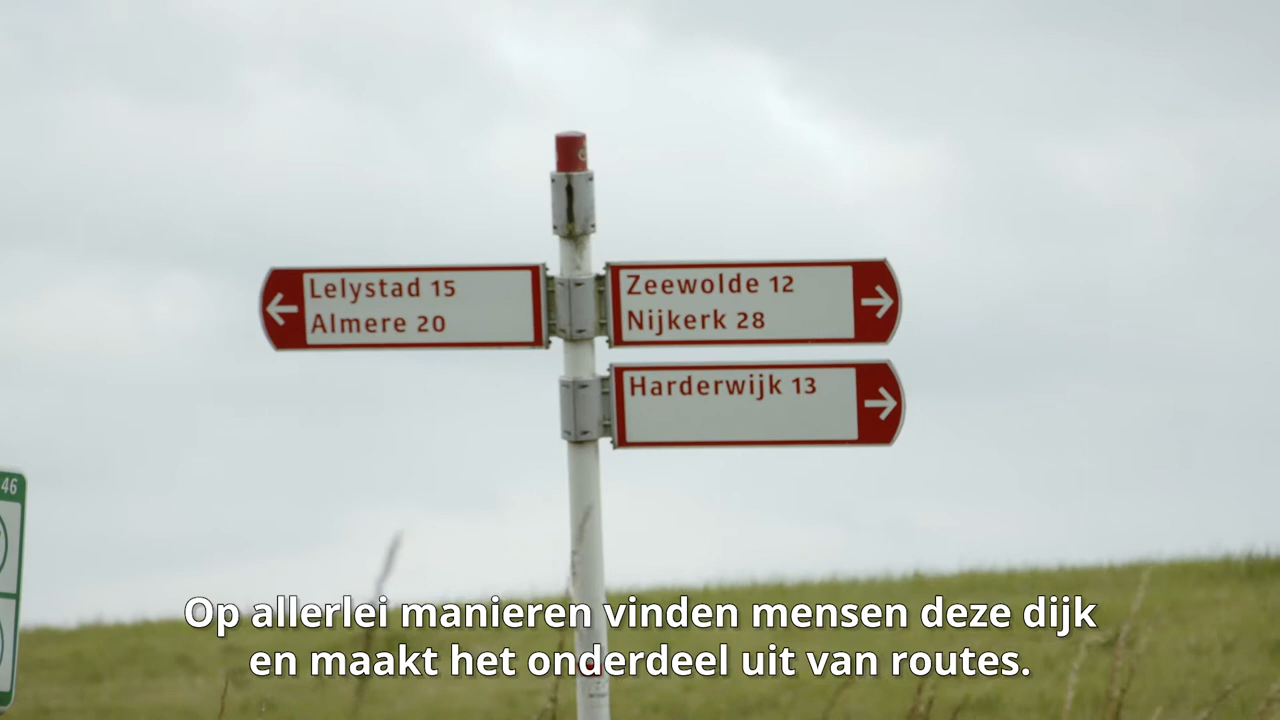 Lelystad 15
Almere 20
Zeewolde 12
Nijkerk 28
Harderwijk 13
46
Op allerlei manieren vinden mensen deze dijk
en maakt het onderdeel uit van routes.